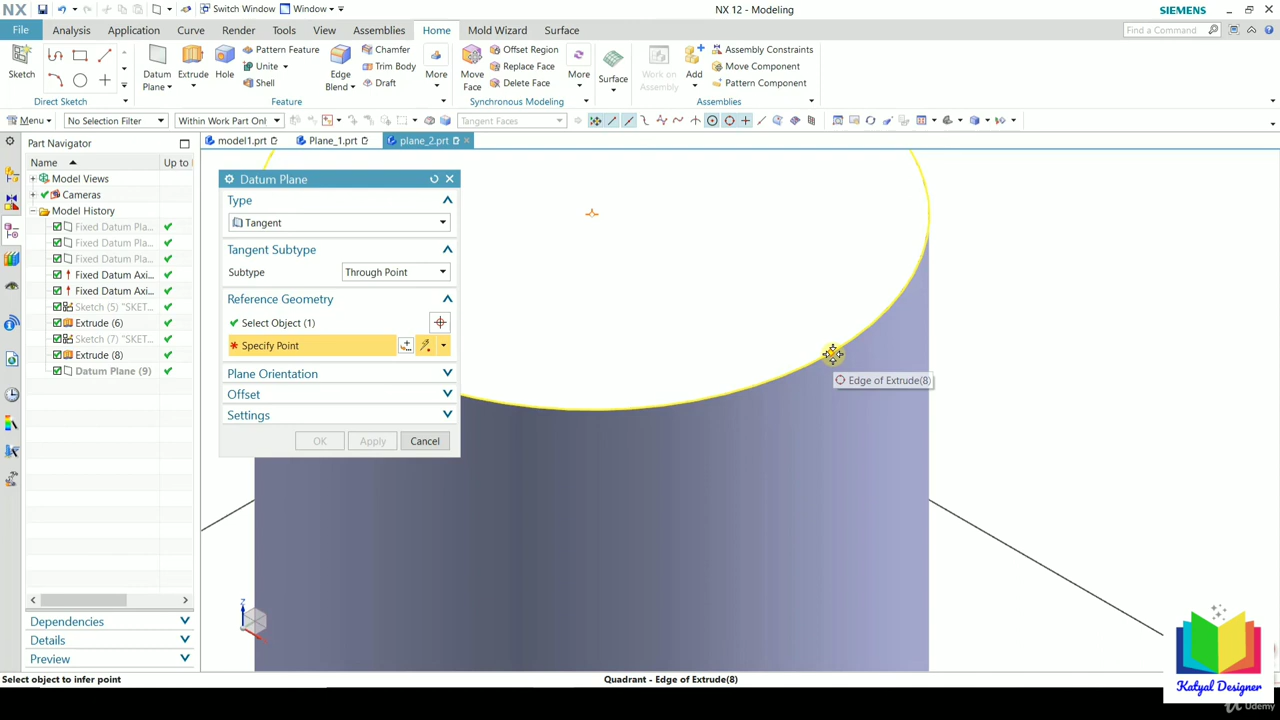 NX
Switch Window
Window
NX 12 - Modeling
SIEMENS
File
Analysis
Application
Curve
Render
Tools
View
Assemblies
Home
Mold Wizard
Surface
Find a Command
Sketch
Direct Sketch
Datum
Plane
Extrude
Hole
Pattern Feature
Unite
Shell
Edge
Blend
Chamfer
Trim Body
Draft
More
Feature
Move
Face
Offset Region
Replace Face
Delete Face
More
Synchronous Modeling
Surface
Work on
Assembly
Add
Assembly Constraints
Move Component
Pattern Component
Assemblies
Menu
No Selection Filter
Within Work Part Onl
Tangent Faces
Part Navigator
model1.prt
Plane_1.prt
plane_2.prt
Name
Up to
Model Views
Cameras
Model History
Fixed Datum Pla...
Fixed Datum Pla...
Fixed Datum Pla...
Fixed Datum Axi...
Fixed Datum Axi...
Sketch (5) "SKET...
Extrude (6)
Sketch (7) "SKET...
Extrude (8)
Datum Plane (9)
Dependencies
Details
Preview
Datum Plane
Type
Tangent
Tangent Subtype
Subtype
Through Point
Reference Geometry
Select Object (1)
* Specify Point
Plane Orientation
Offset
Settings
OK
Apply
Cancel
Edge of Extrude(8)
Z
Select object to infer point
Quadrant - Edge of Extrude(8)
Katyal Designer
Udemy